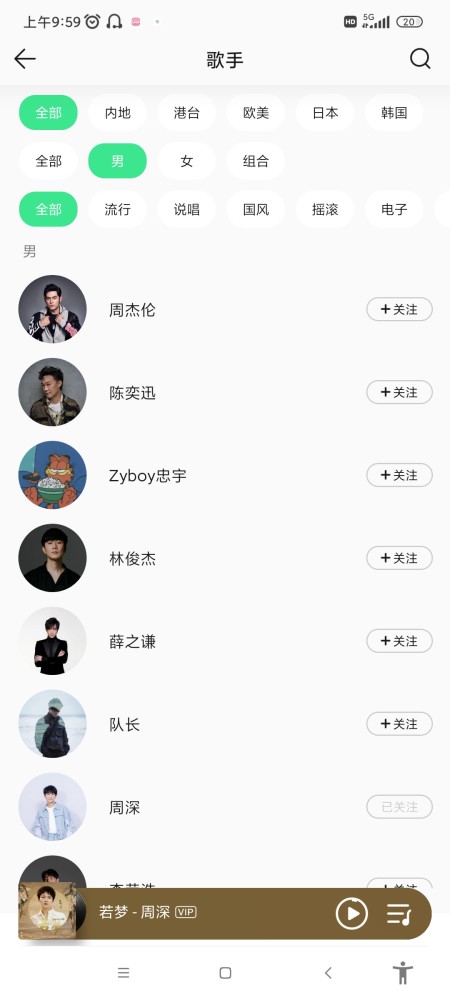 上午9:59 HD 5G 20
歌手
全部 内地 港台 欧美 日本 韩国
全部 男 女 组合
全部 流行 说唱 国风 摇滚 电子
男
周杰伦 +关注
陈奕迅 +关注
Zyboy忠宇 +关注
林俊杰 +关注
薛之谦 +关注
队长 +关注
周深 已关注
若梦 - 周深 VIP